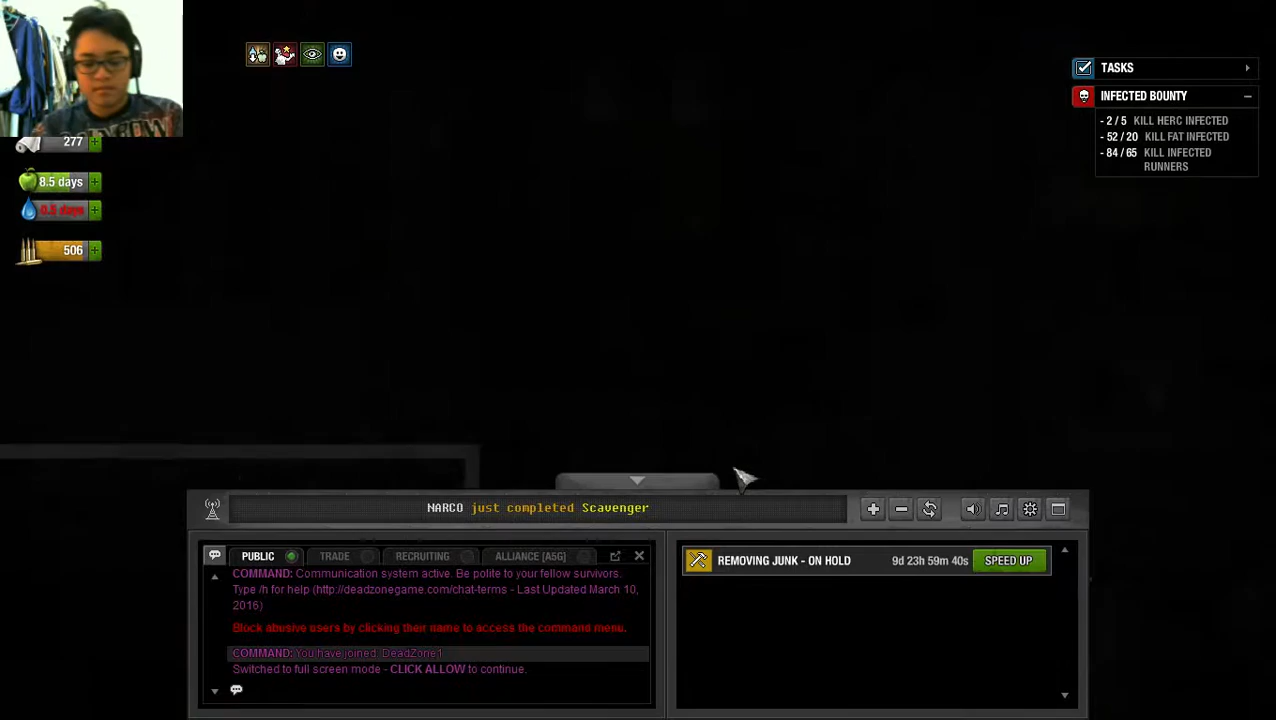 277
8.5 days
0.5 days
506
TASKS
INFECTED BOUNTY
- 2 / 5 KILL HERC INFECTED
- 52 / 20 KILL FAT INFECTED
- 84 / 65 KILL INFECTED
RUNNERS
NARCO just completed Scavenger
PUBLIC TRADE RECRUITING ALLIANCE [A5G]
COMMAND: Communication system active. Be polite to your fellow survivors.
Type /h for help (http://deadzonegame.com/chat-terms - Last Updated March 10,
2016)
Block abusive users by clicking their name to access the command menu.
COMMAND: You have joined: DeadZone1
Switched to full screen mode - CLICK ALLOW to continue.
REMOVING JUNK - ON HOLD 9d 23h 59m 40s SPEED UP